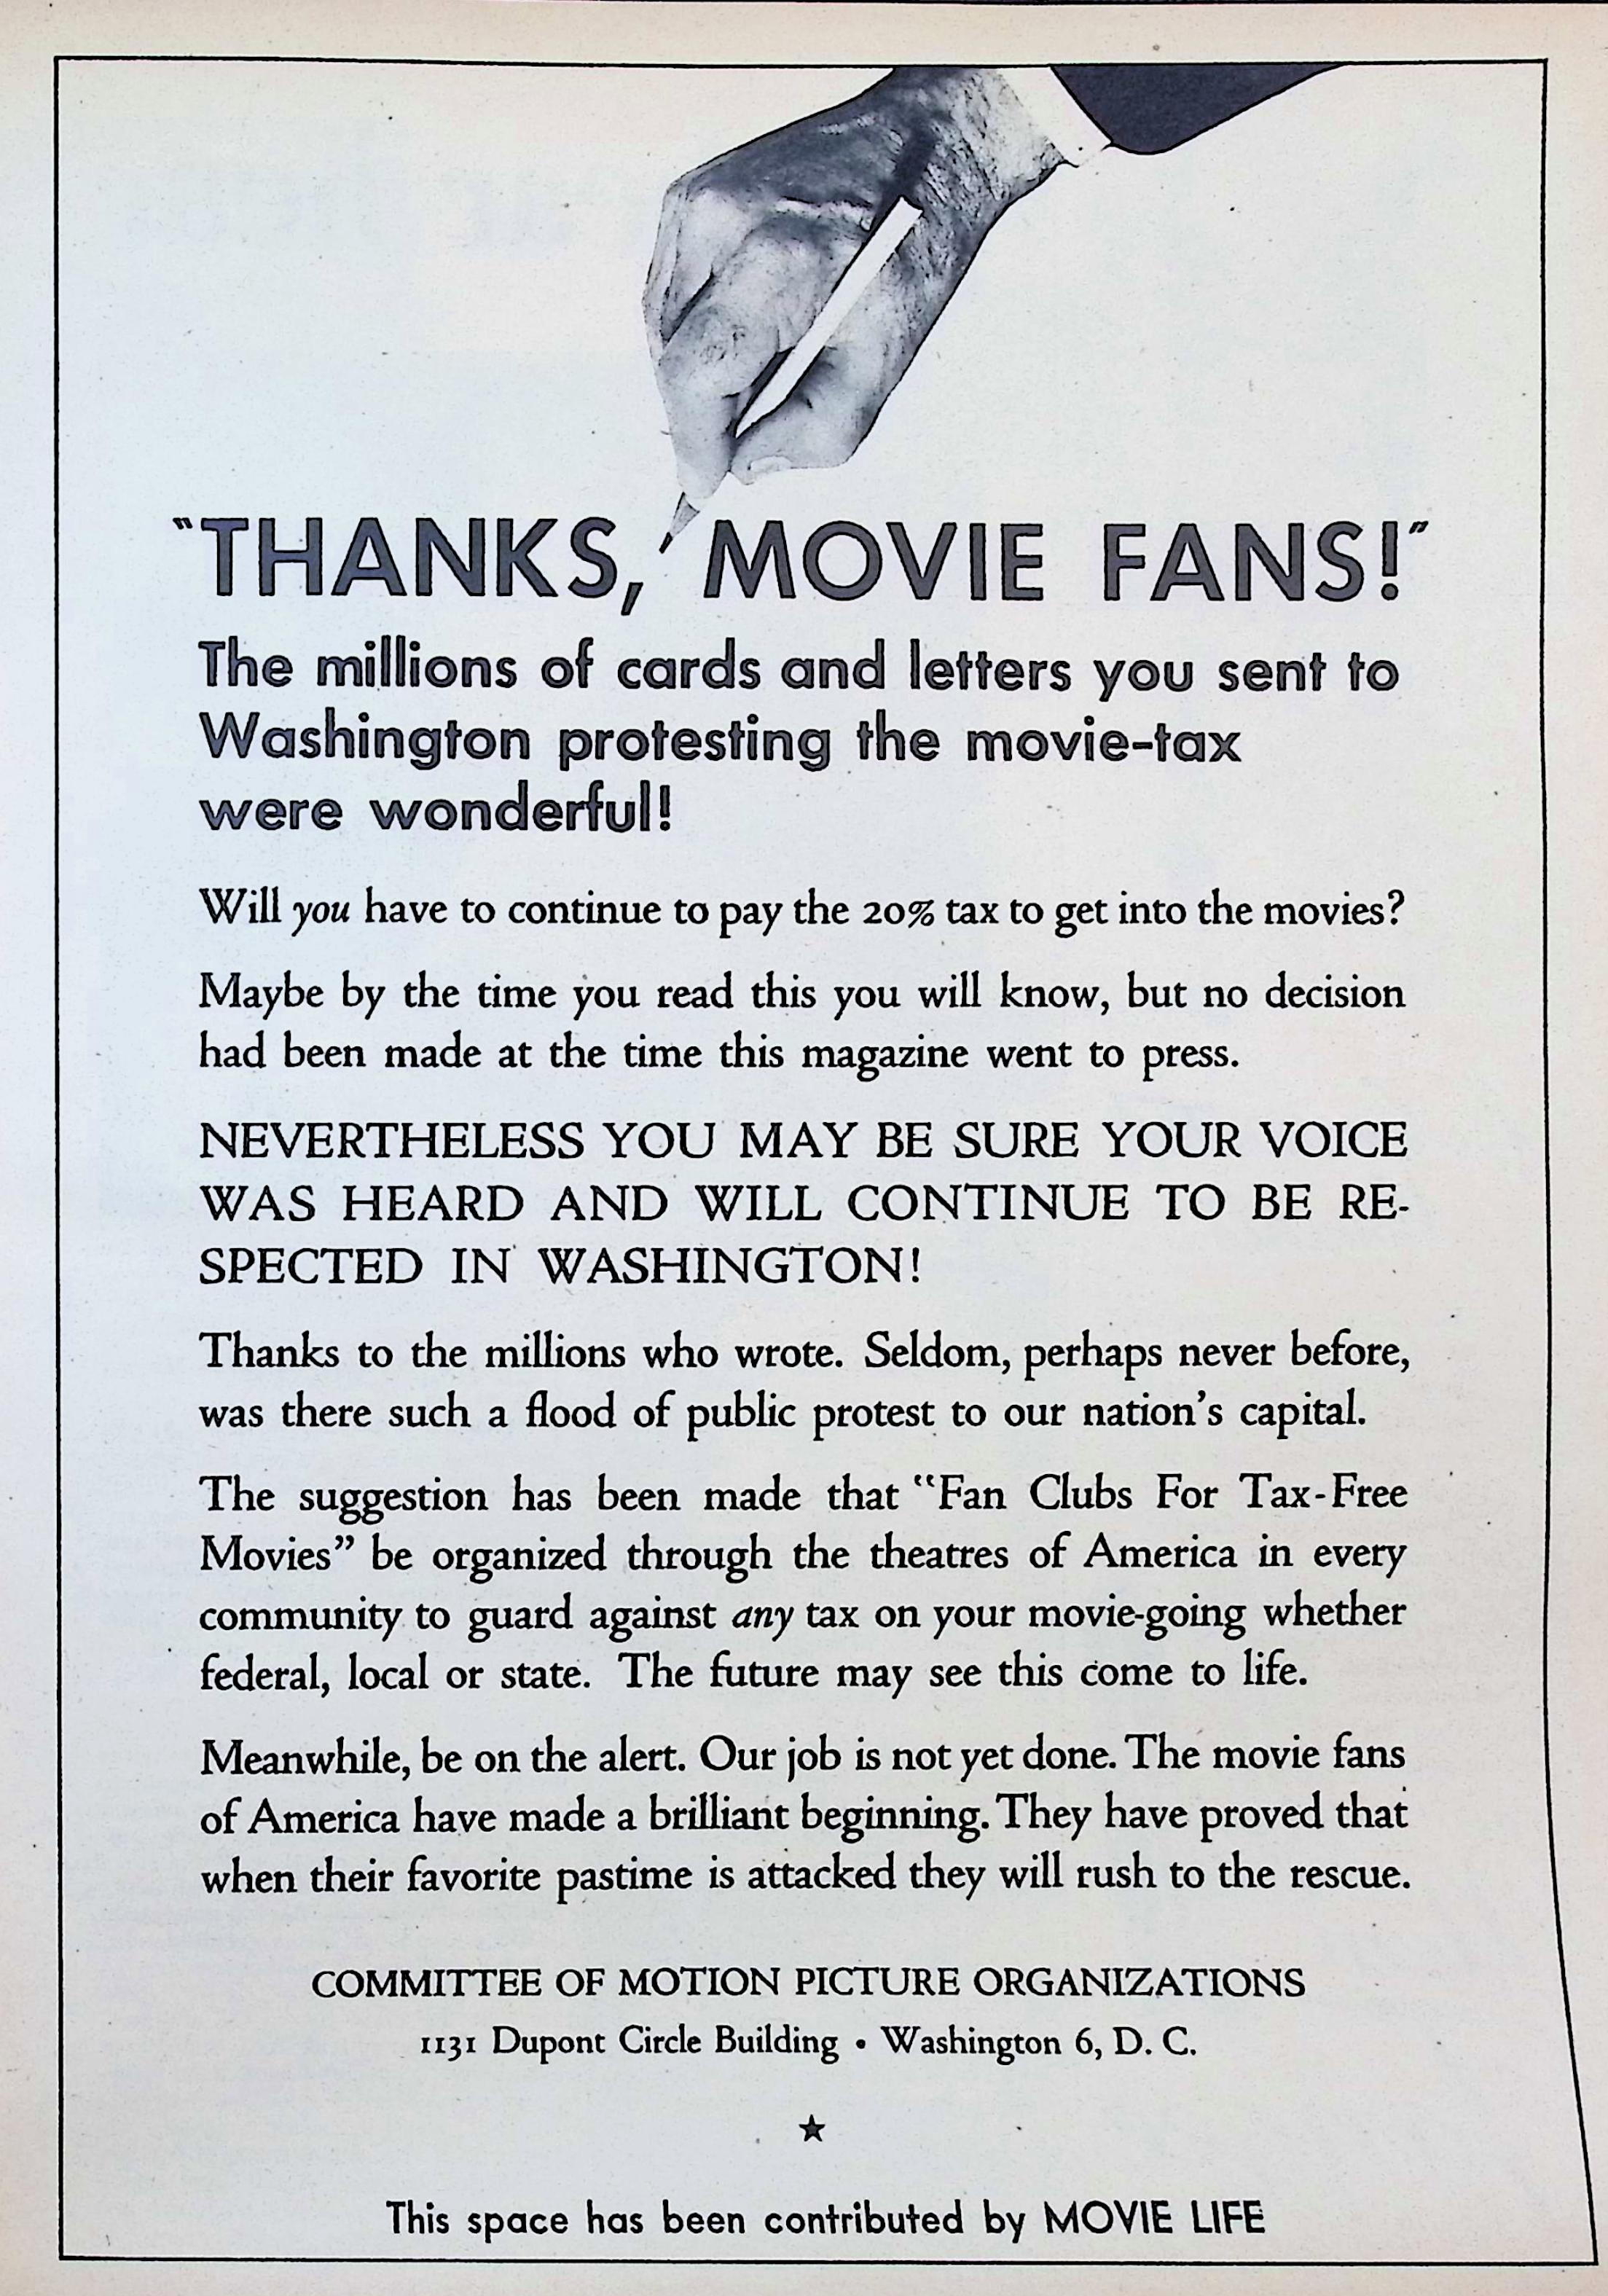 "THANKS, MOVIE FANS!"
The millions of cards and letters you sent to
Washington protesting the movie-tax
were wonderful!
Will you have to continue to pay the 20% tax to get into the movies?
Maybe by the time you read this you will know, but no decision
had been made at the time this magazine went to press.
NEVERTHELESS YOU MAY BE SURE YOUR VOICE
WAS HEARD AND WILL CONTINUE TO BE RE-
SPECTED IN WASHINGTON!
Thanks to the millions who wrote. Seldom, perhaps never before,
was there such a flood of public protest to our nation's capital.
The suggestion has been made that "Fan Clubs For Tax-Free
Movies" be organized through the theatres of America in every
community to guard against any tax on your movie-going whether
federal, local or state. The future may see this come to life.
Meanwhile, be on the alert. Our job is not yet done. The movie fans
of America have made a brilliant beginning. They have proved that
when their favorite pastime is attacked they will rush to the rescue.
COMMITTEE OF MOTION PICTURE ORGANIZATIONS
1131 Dupont Circle Building • Washington 6, D. C.
★
This space has been contributed by MOVIE LIFE